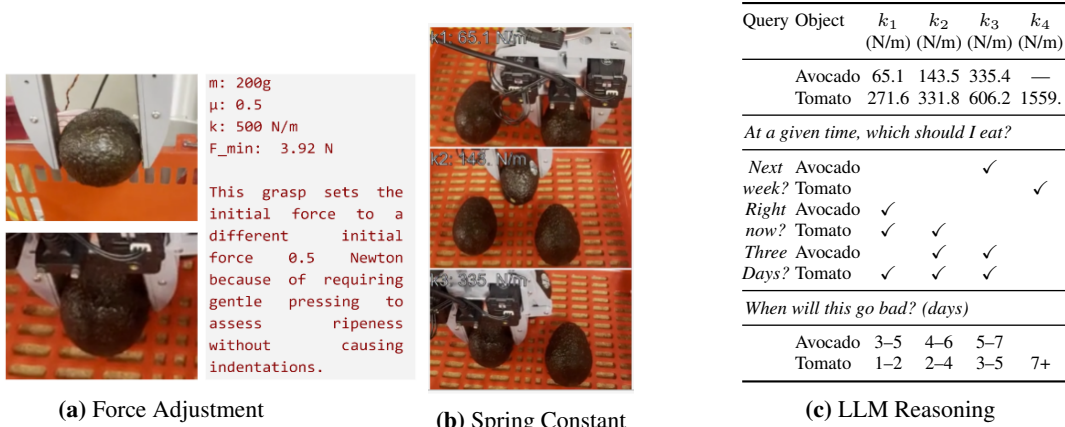 m: 200g
μ: 0.5
k: 500 N/m
F_min: 3.92 N
This grasp sets the
initial force to a
different initial
force 0.5 Newton
because of requiring
gentle pressing to
assess ripeness
without causing
indentations.
(a) Force Adjustment
k1: 65.1 N/m
k2: 143. N/m
k3: 335. N/m
(b) Spring Constant
Query Object k1 k2 k3 k4
(N/m) (N/m) (N/m) (N/m)
Avocado 65.1 143.5 335.4 —
Tomato 271.6 331.8 606.2 1559.
At a given time, which should I eat?
Next Avocado ✓
week? Tomato ✓
Right Avocado ✓
now? Tomato ✓ ✓
Three Avocado ✓ ✓
Days? Tomato ✓ ✓ ✓
When will this go bad? (days)
Avocado 3–5 4–6 5–7
Tomato 1–2 2–4 3–5 7+
(c) LLM Reasoning